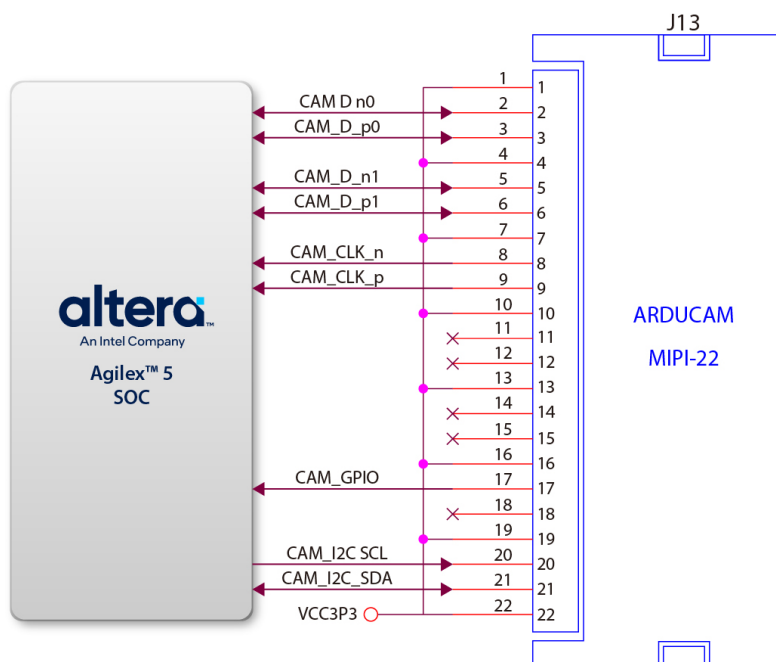 J13
1 1
CAM D n0 2 2
CAM_D_p0 3 3
4 4
CAM_D_n1 5 5
CAM_D_p1 6 6
7 7
CAM_CLK_n 8 8
CAM_CLK_p 9 9
10 10
11 11
12 12
13 13
14 14
15 15
16 16
CAM_GPIO 17 17
18 18
19 19
CAM_I2C SCL 20 20
CAM_I2C_SDA 21 21
VCC3P3 22 22
altera™
An Intel Company
Agilex™ 5
SOC
ARDUCAM
MIPI-22